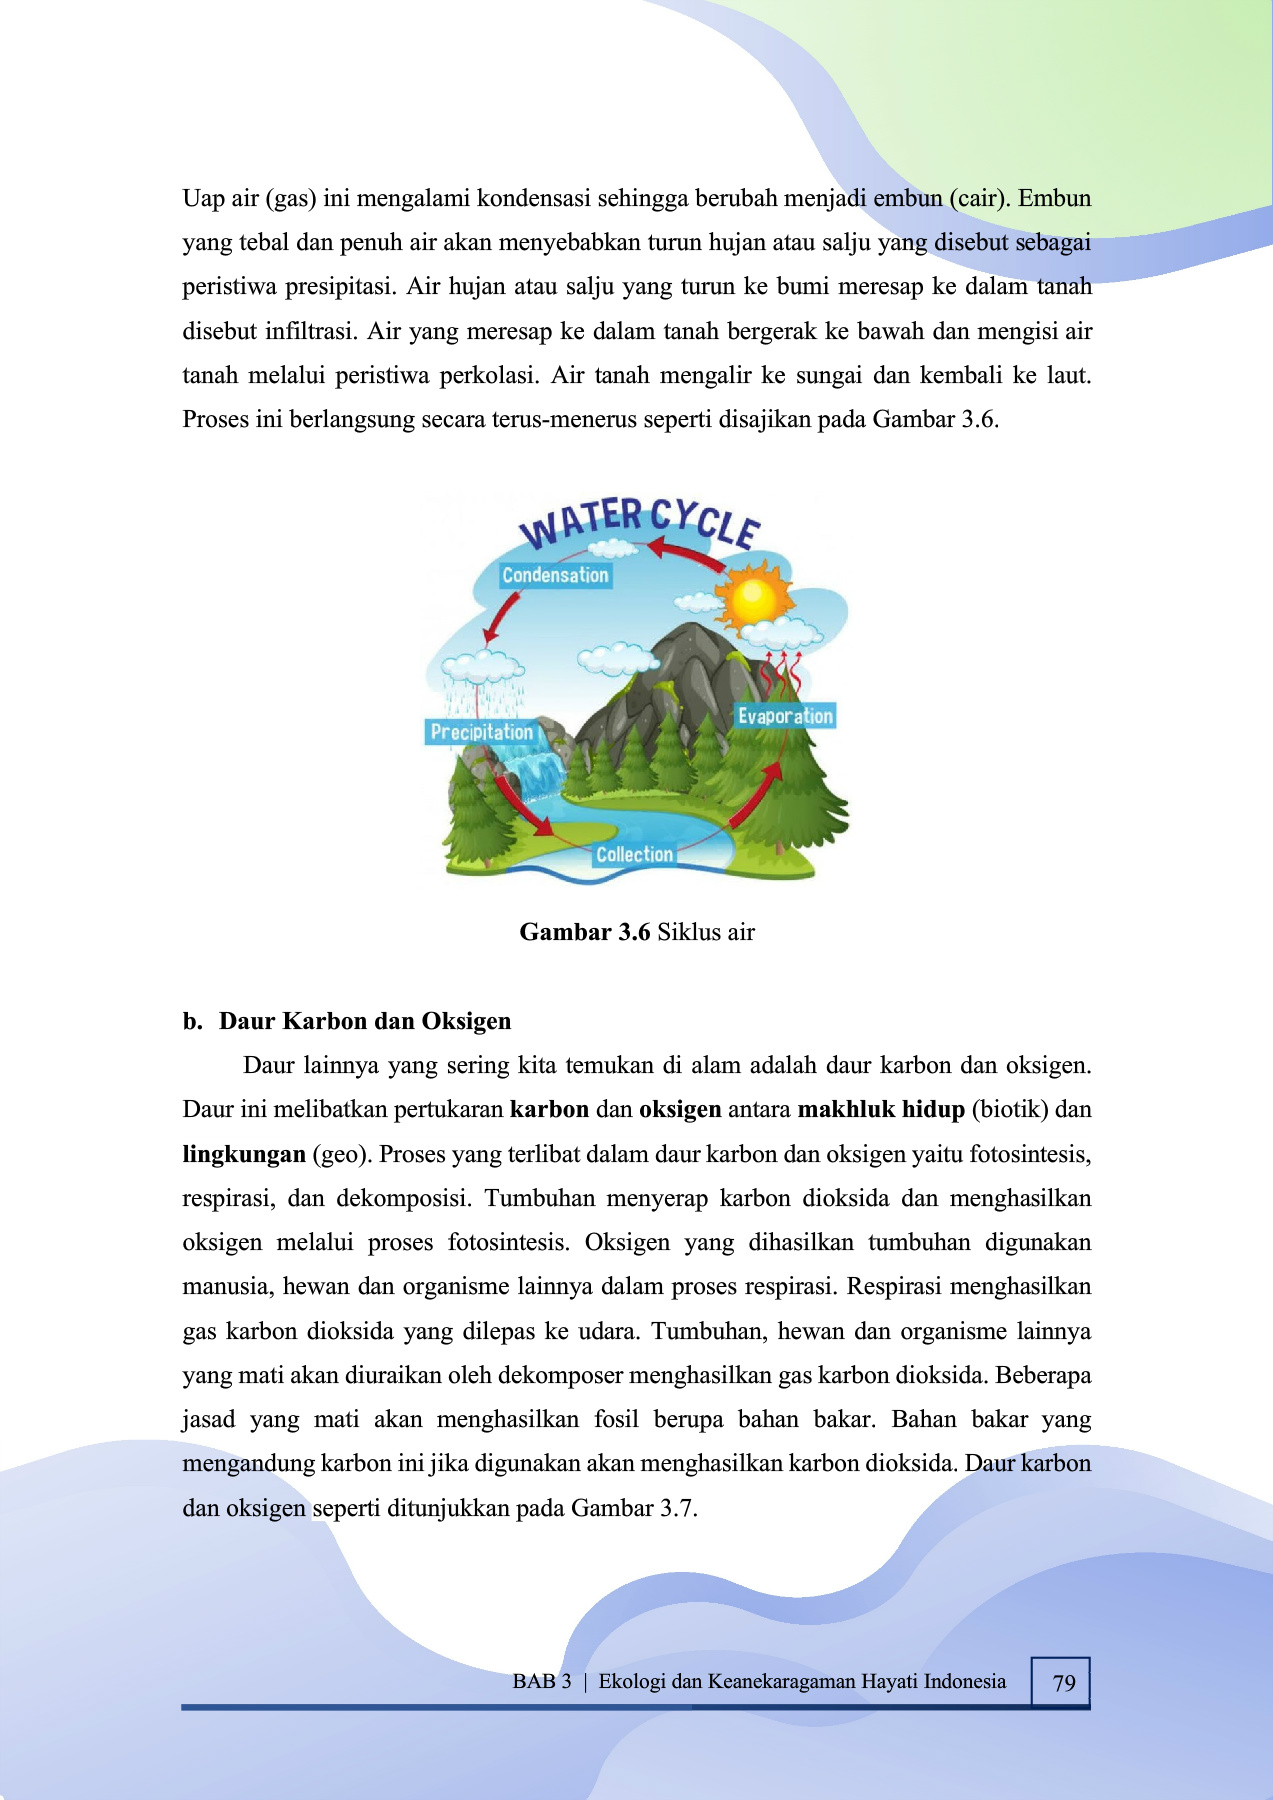 Uap air (gas) ini mengalami kondensasi sehingga berubah menjadi embun (cair). Embun
yang tebal dan penuh air akan menyebabkan turun hujan atau salju yang disebut sebagai
peristiwa presipitasi. Air hujan atau salju yang turun ke bumi meresap ke dalam tanah
disebut infiltrasi. Air yang meresap ke dalam tanah bergerak ke bawah dan mengisi air
tanah melalui peristiwa perkolasi. Air tanah mengalir ke sungai dan kembali ke laut.
Proses ini berlangsung secara terus-menerus seperti disajikan pada Gambar 3.6.
WATER CYCLE
Condensation
Evaporation
Precipitation
Collection
Gambar 3.6 Siklus air
b. Daur Karbon dan Oksigen
Daur lainnya yang sering kita temukan di alam adalah daur karbon dan oksigen.
Daur ini melibatkan pertukaran karbon dan oksigen antara makhluk hidup (biotik) dan
lingkungan (geo). Proses yang terlibat dalam daur karbon dan oksigen yaitu fotosintesis,
respirasi, dan dekomposisi. Tumbuhan menyerap karbon dioksida dan menghasilkan
oksigen melalui proses fotosintesis. Oksigen yang dihasilkan tumbuhan digunakan
manusia, hewan dan organisme lainnya dalam proses respirasi. Respirasi menghasilkan
gas karbon dioksida yang dilepas ke udara. Tumbuhan, hewan dan organisme lainnya
yang mati akan diuraikan oleh dekomposer menghasilkan gas karbon dioksida. Beberapa
jasad yang mati akan menghasilkan fosil berupa bahan bakar. Bahan bakar yang
mengandung karbon ini jika digunakan akan menghasilkan karbon dioksida. Daur karbon
dan oksigen seperti ditunjukkan pada Gambar 3.7.
BAB 3 | Ekologi dan Keanekaragaman Hayati Indonesia 79